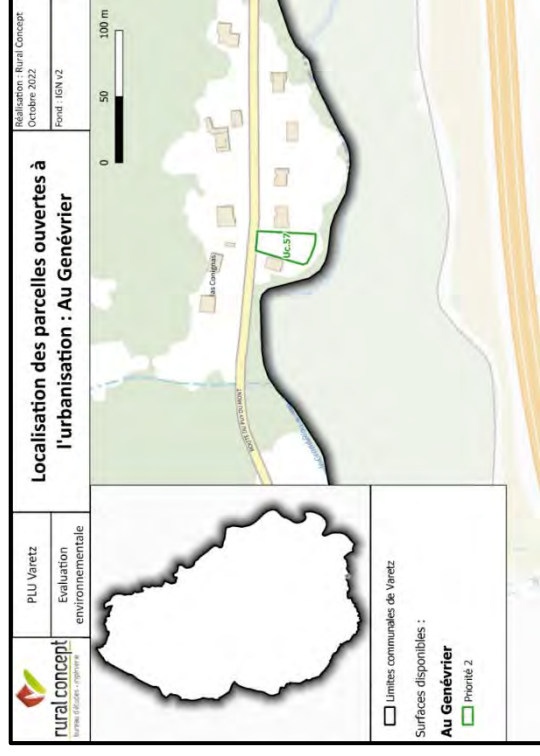 rural concept
bureau d'études - ingénierie
PLU Varetz
Evaluation
environnementale
Localisation des parcelles ouvertes à
l'urbanisation : Au Genévrier
Réalisation : Rural Concept
Octobre 2022
Fond : IGN v2
Limites communales de Varetz
Surfaces disponibles :
Au Genévrier
Priorité 2
0 50 100 m
ROUTE DU PUY DU MONT
las Conignas
Uc.57